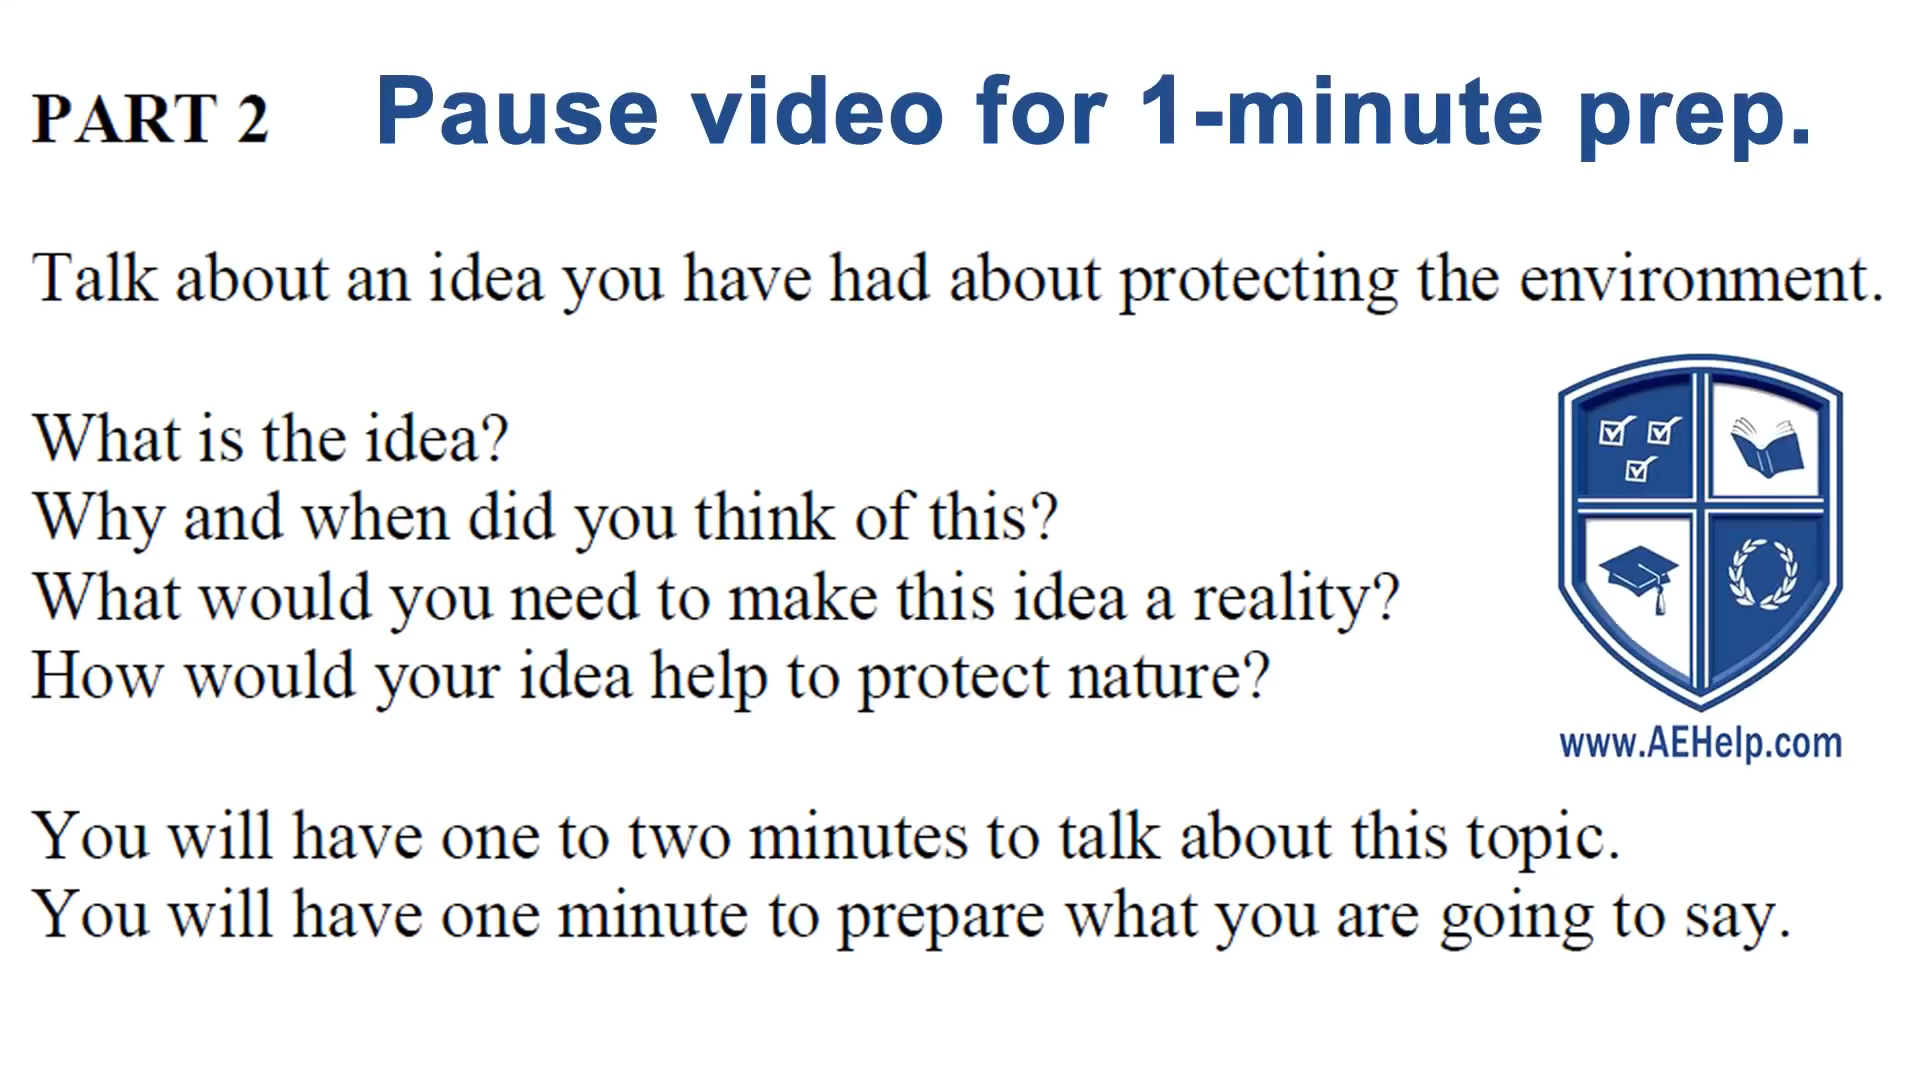 PART 2 Pause video for 1-minute prep.
Talk about an idea you have had about protecting the environment.
What is the idea?
Why and when did you think of this?
What would you need to make this idea a reality?
How would your idea help to protect nature?
www.AEHelp.com
You will have one to two minutes to talk about this topic.
You will have one minute to prepare what you are going to say.